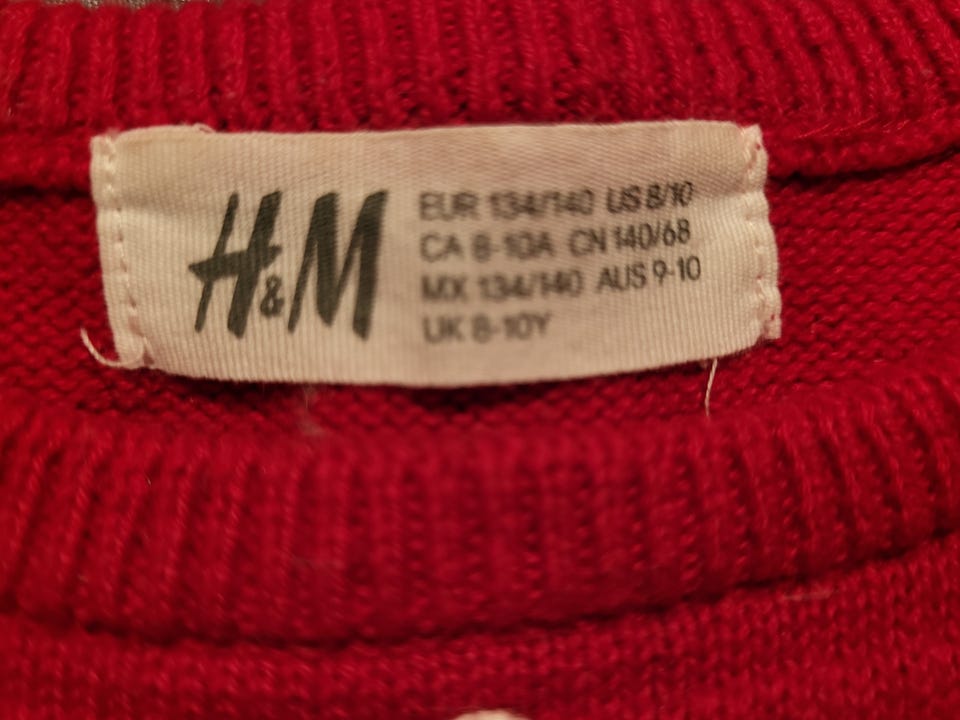 H&M
EUR 134/140 US 8/10
CA 8-10A CN 140/68
MX 134/140 AUS 9-10
UK 8-10Y